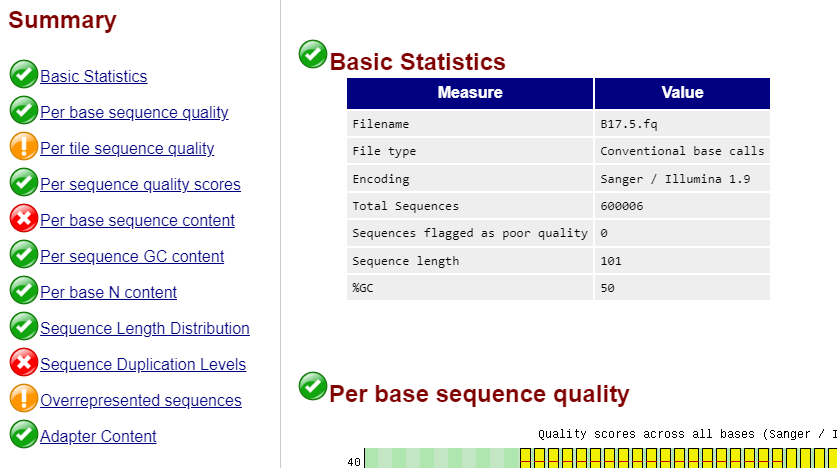 Summary
Basic Statistics
Per base sequence quality
Per tile sequence quality
Per sequence quality scores
Per base sequence content
Per sequence GC content
Per base N content
Sequence Length Distribution
Sequence Duplication Levels
Overrepresented sequences
Adapter Content
Basic Statistics
Measure Value
Filename B17.5.fq
File type Conventional base calls
Encoding Sanger / Illumina 1.9
Total Sequences 600006
Sequences flagged as poor quality 0
Sequence length 101
%GC 50
Per base sequence quality
Quality scores across all bases (Sanger / I
40